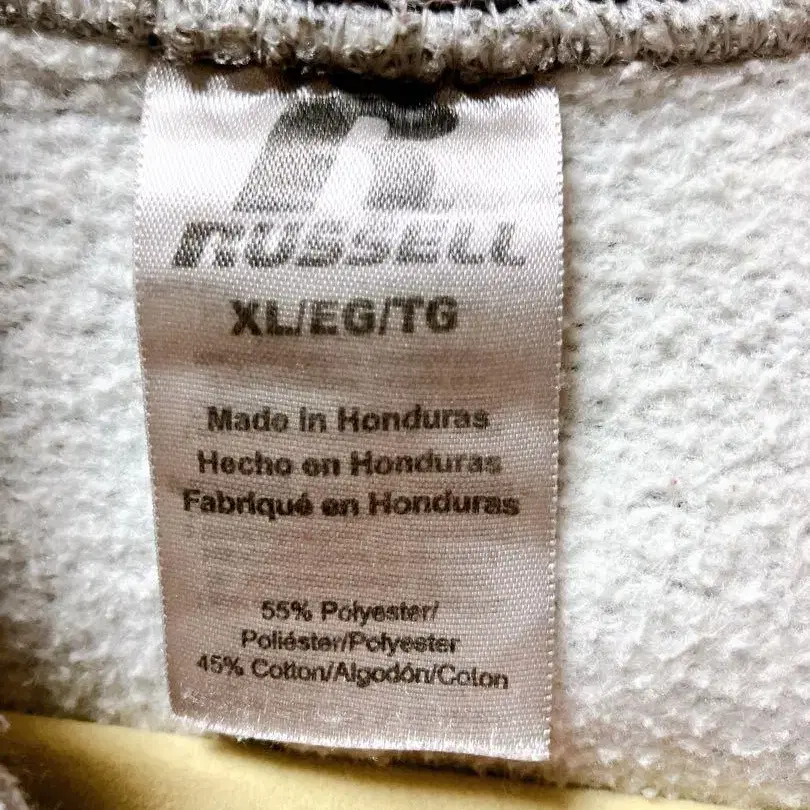 RUSSELL
XL/EG/TG
Made in Honduras
Hecho en Honduras
Fabriqué en Honduras
55% Polyester/
Poliéster/Polyester
45% Cotton/Algodón/Coton